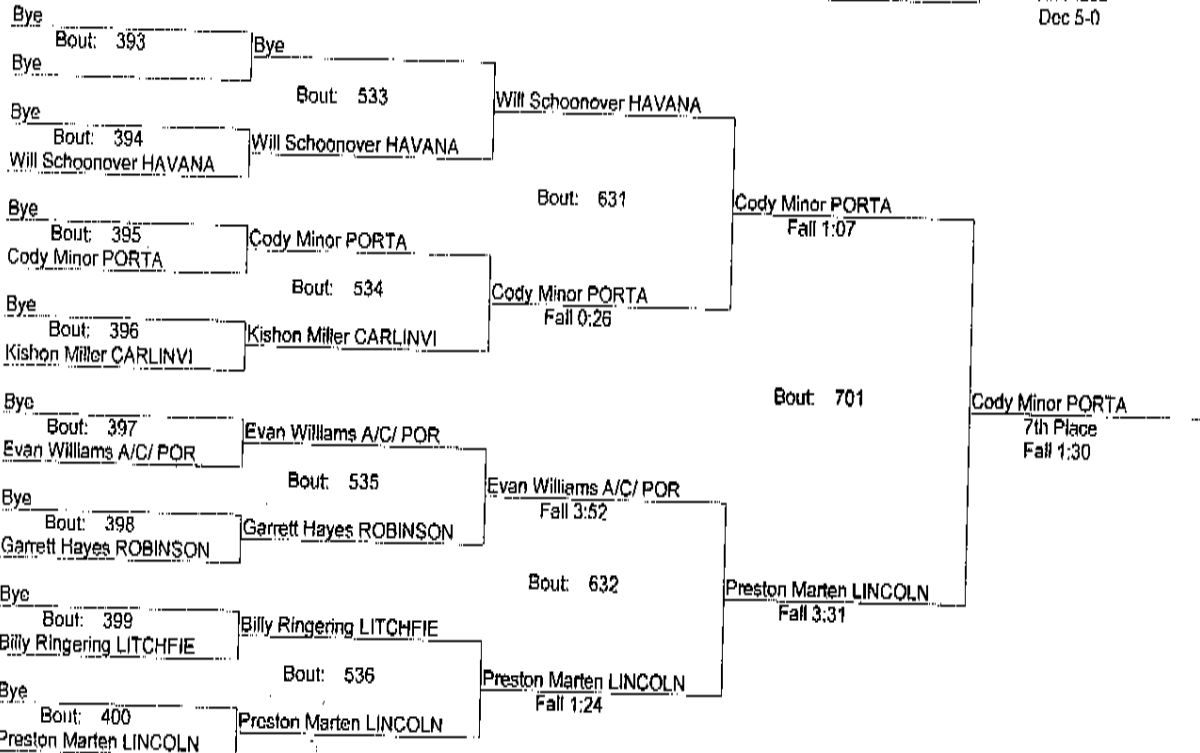 Dec 5-0
Bye
Bout: 393
Bye
Bye
Bout: 533
Bye
Bout: 394
Will Schoonover HAVANA
Will Schoonover HAVANA
Will Schoonover HAVANA
Bout: 631
Bye
Bout: 395
Cody Minor PORTA
Cody Minor PORTA
Bout: 534
Bye
Bout: 396
Kishon Miller CARLINVI
Kishon Miller CARLINVI
Cody Minor PORTA
Fall 0:26
Cody Minor PORTA
Fall 1:07
Bout: 701
Bye
Bout: 397
Evan Williams A/C/ POR
Evan Williams A/C/ POR
Bout: 535
Bye
Bout: 398
Garrett Hayes ROBINSON
Garrett Hayes ROBINSON
Evan Williams A/C/ POR
Fall 3:52
Bout: 632
Bye
Bout: 399
Billy Ringering LITCHFIE
Billy Ringering LITCHFIE
Bout: 536
Bye
Bout: 400
Preston Marten LINCOLN
Preston Marten LINCOLN
Preston Marten LINCOLN
Fall 1:24
Preston Marten LINCOLN
Fall 3:31
Cody Minor PORTA
7th Place
Fall 1:30